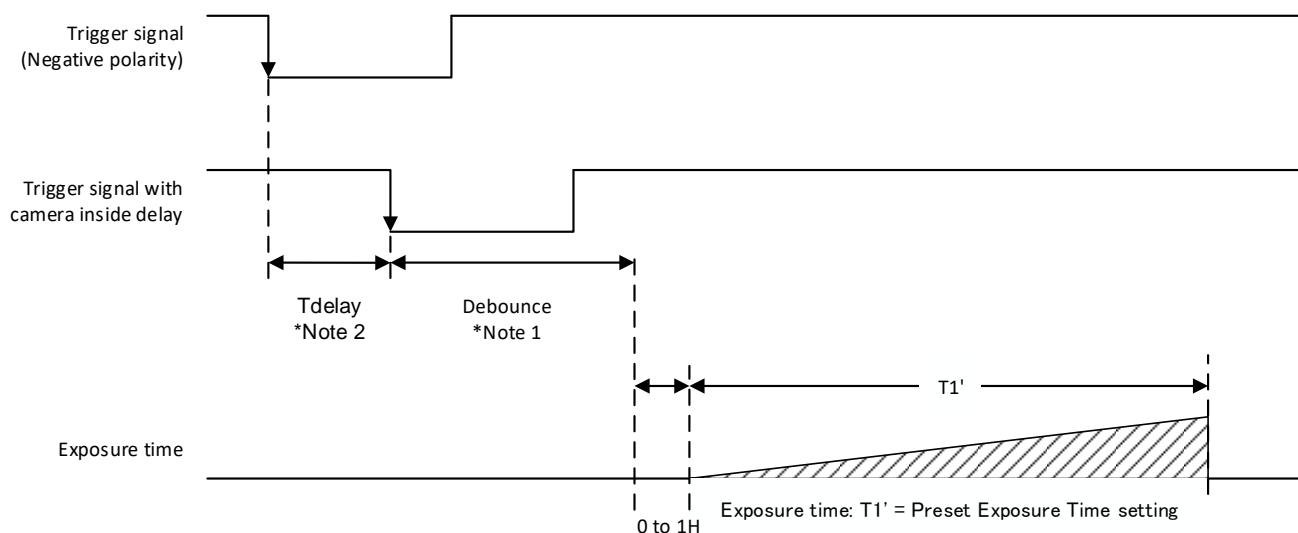 Trigger signal
(Negative polarity)
Trigger signal with
camera inside delay
Tdelay
*Note 2
Debounce
*Note 1
T1'
Exposure time
0 to 1H
Exposure time: T1’ = Preset Exposure Time setting